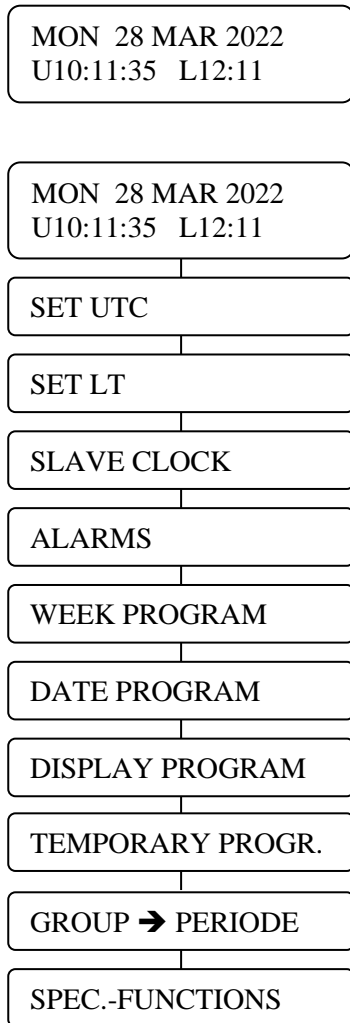 MON  28 MAR 2022
U10:11:35   L12:11
MON  28 MAR 2022
U10:11:35   L12:11
SET UTC
SET LT
SLAVE CLOCK
ALARMS
WEEK PROGRAM
DATE PROGRAM
DISPLAY PROGRAM
TEMPORARY PROGR.
GROUP ➔ PERIODE
SPEC.-FUNCTIONS